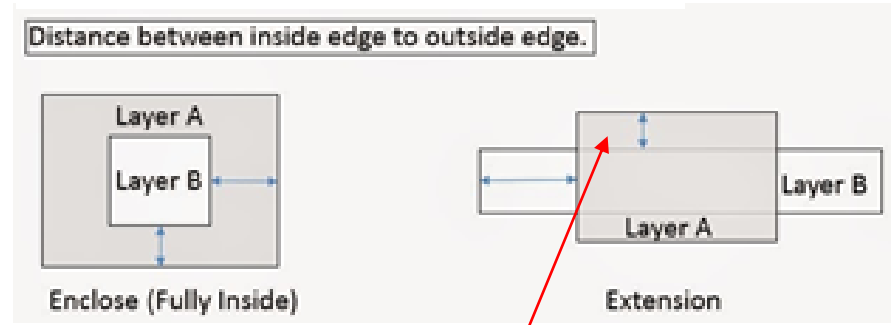 Distance between inside edge to outside edge.
Layer A
Layer B
Enclose (Fully Inside)
Layer B
Layer A
Extension